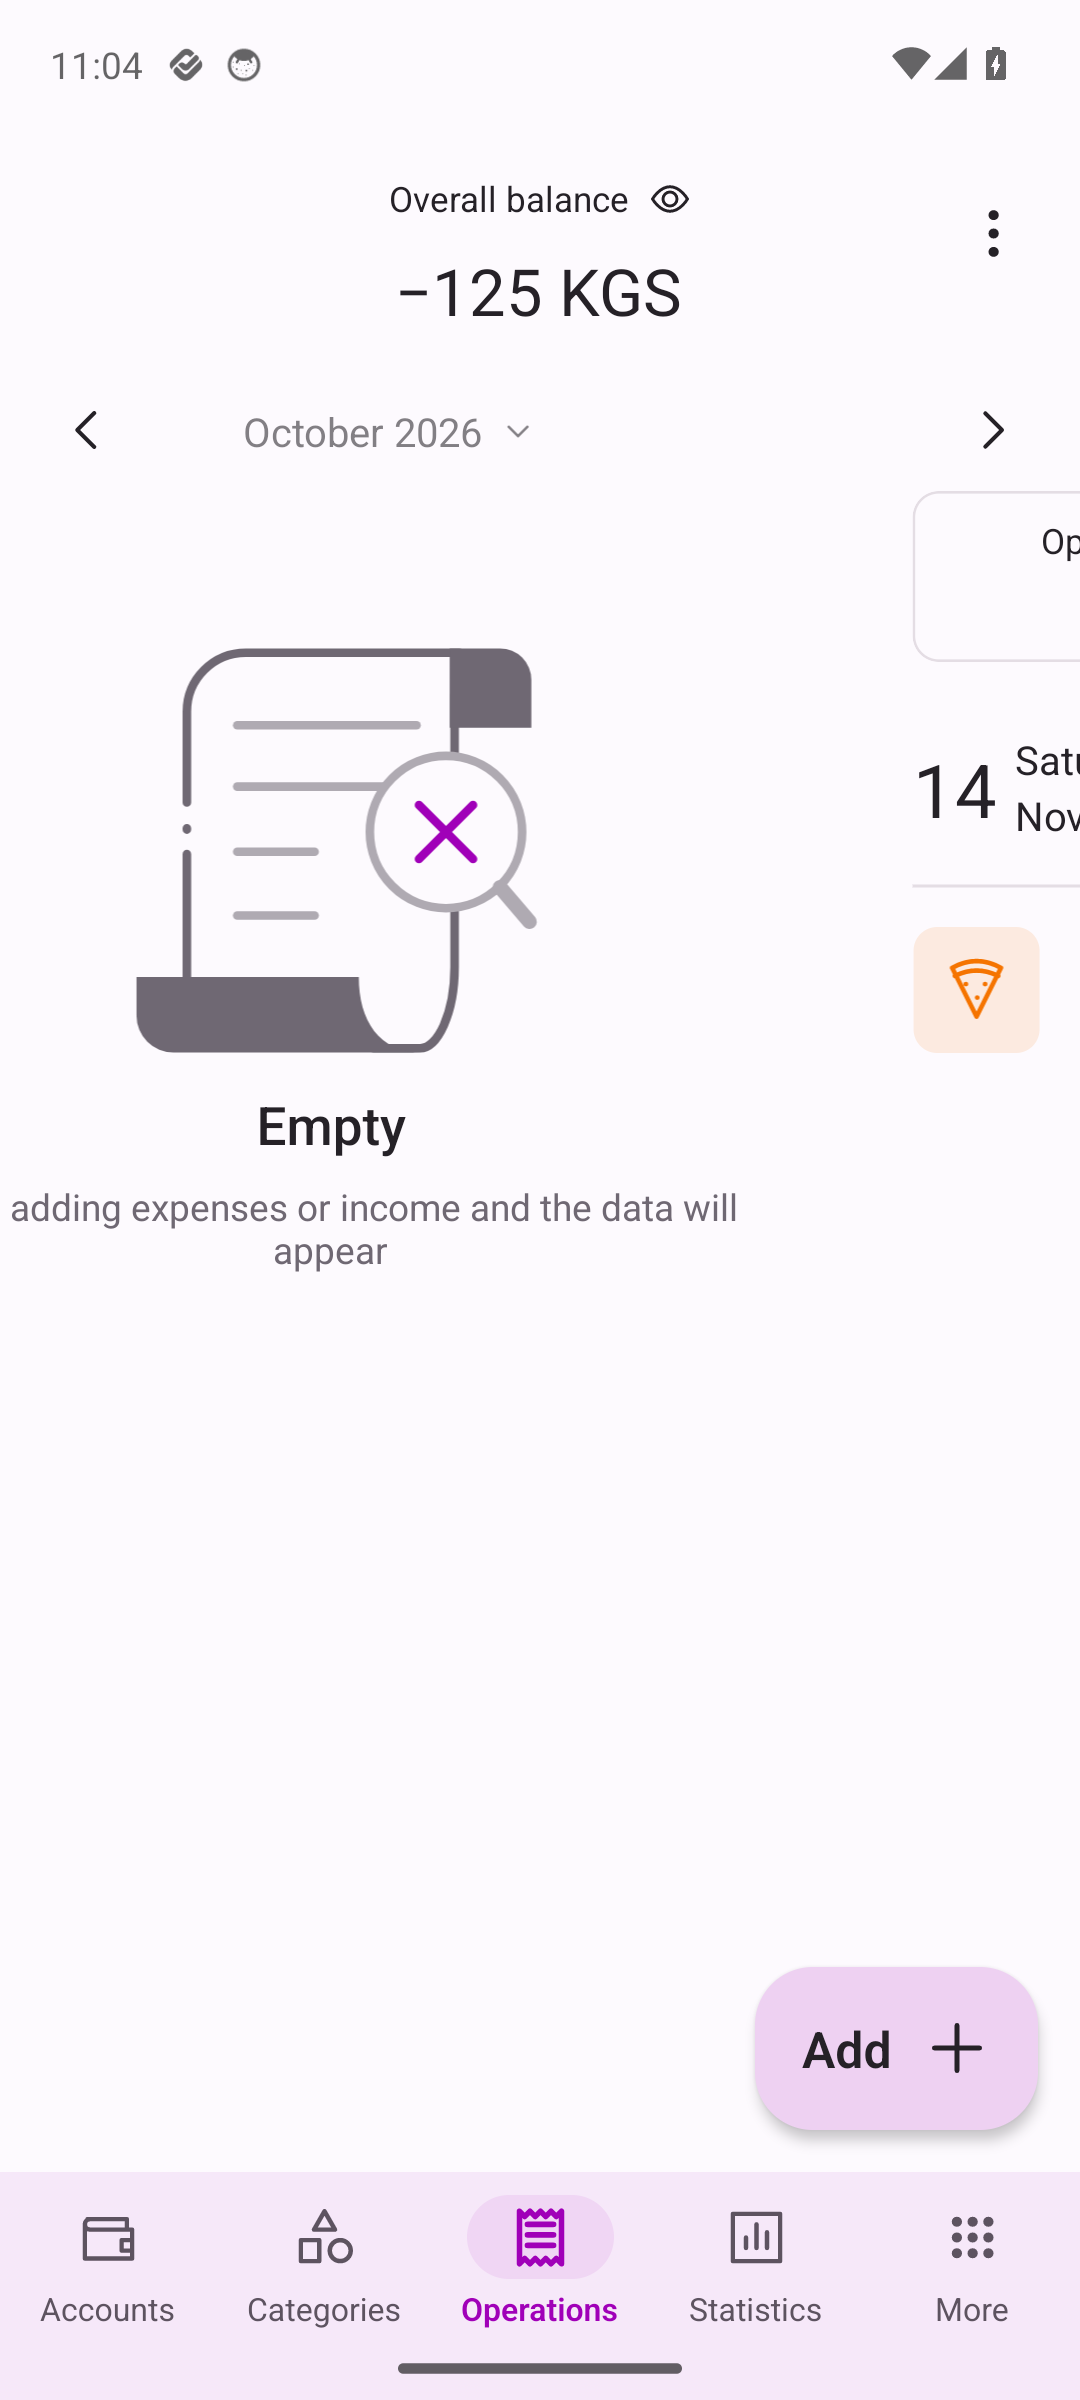 11:04
Overall balance
−125 KGS
October 2026
Op
14
Satu
Nov
Empty
adding expenses or income and the data will
appear
Add
Accounts
Categories
Operations
Statistics
More